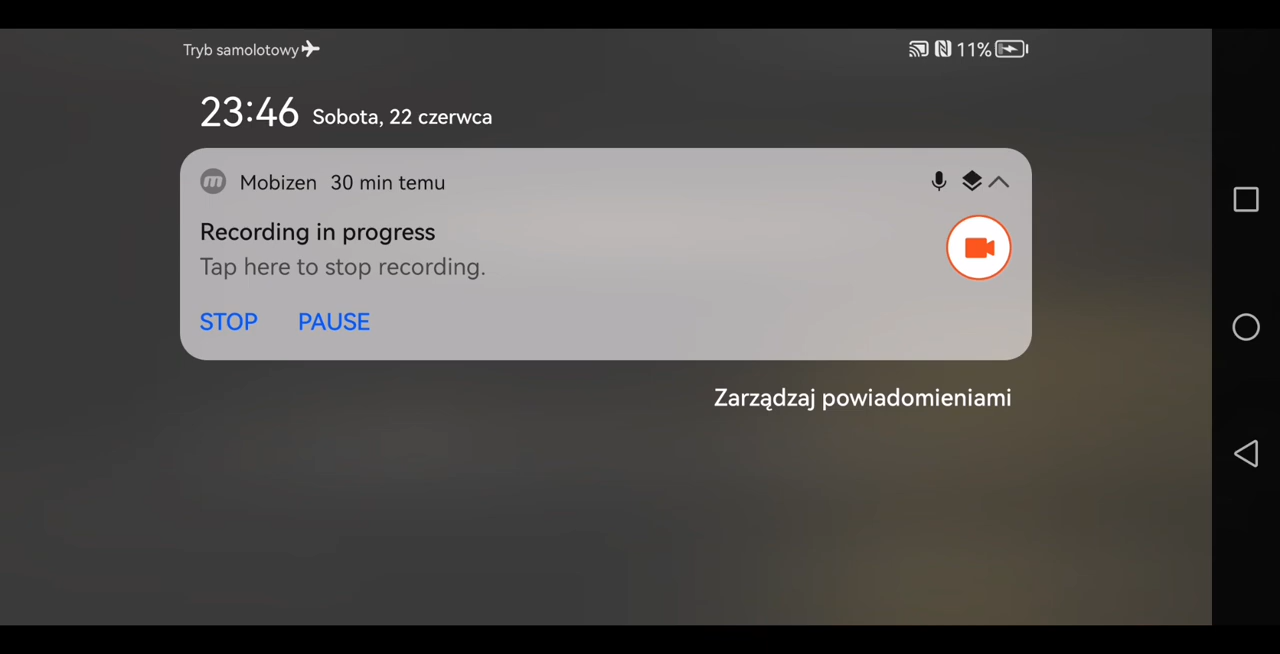 Tryb samolotowy
11%
23:46 Sobota, 22 czerwca
Mobizen 30 min temu
Recording in progress
Tap here to stop recording.
STOP PAUSE
Zarządzaj powiadomieniami